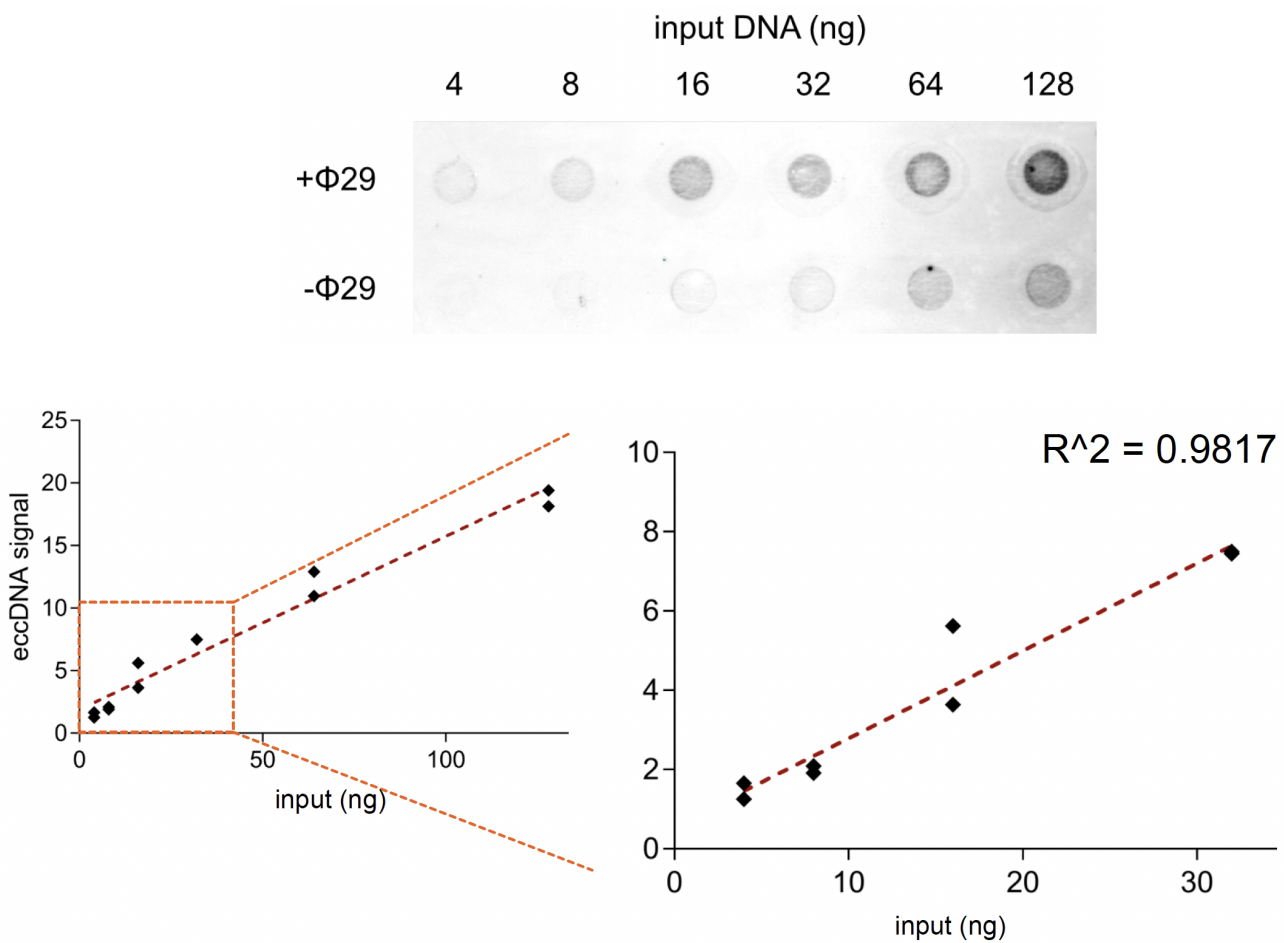 input DNA (ng)
4 8 16 32 64 128
+Φ29
-Φ29
25
20
15
10
5
0
0 50 100
eccDNA signal
input (ng)
R^2 = 0.9817
10
8
6
4
2
0
0 10 20 30
input (ng)